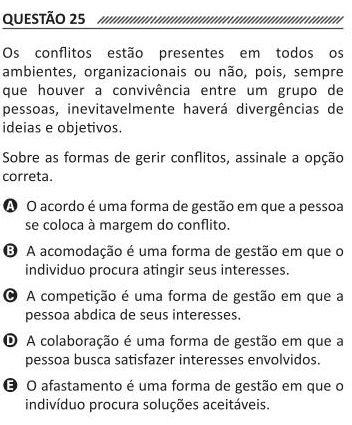 QUESTÃO 25
Os conflitos estão presentes em todos os
ambientes, organizacionais ou não, pois, sempre
que houver a convivência entre um grupo de
pessoas, inevitavelmente haverá divergências de
ideias e objetivos.
Sobre as formas de gerir conflitos, assinale a opção
correta.
A O acordo é uma forma de gestão em que a pessoa
se coloca à margem do conflito.
B A acomodação é uma forma de gestão em que o
individuo procura atingir seus interesses.
C A competição é uma forma de gestão em que a
pessoa abdica de seus interesses.
D A colaboração é uma forma de gestão em que a
pessoa busca satisfazer interesses envolvidos.
E O afastamento é uma forma de gestão em que o
indivíduo procura soluções aceitáveis.